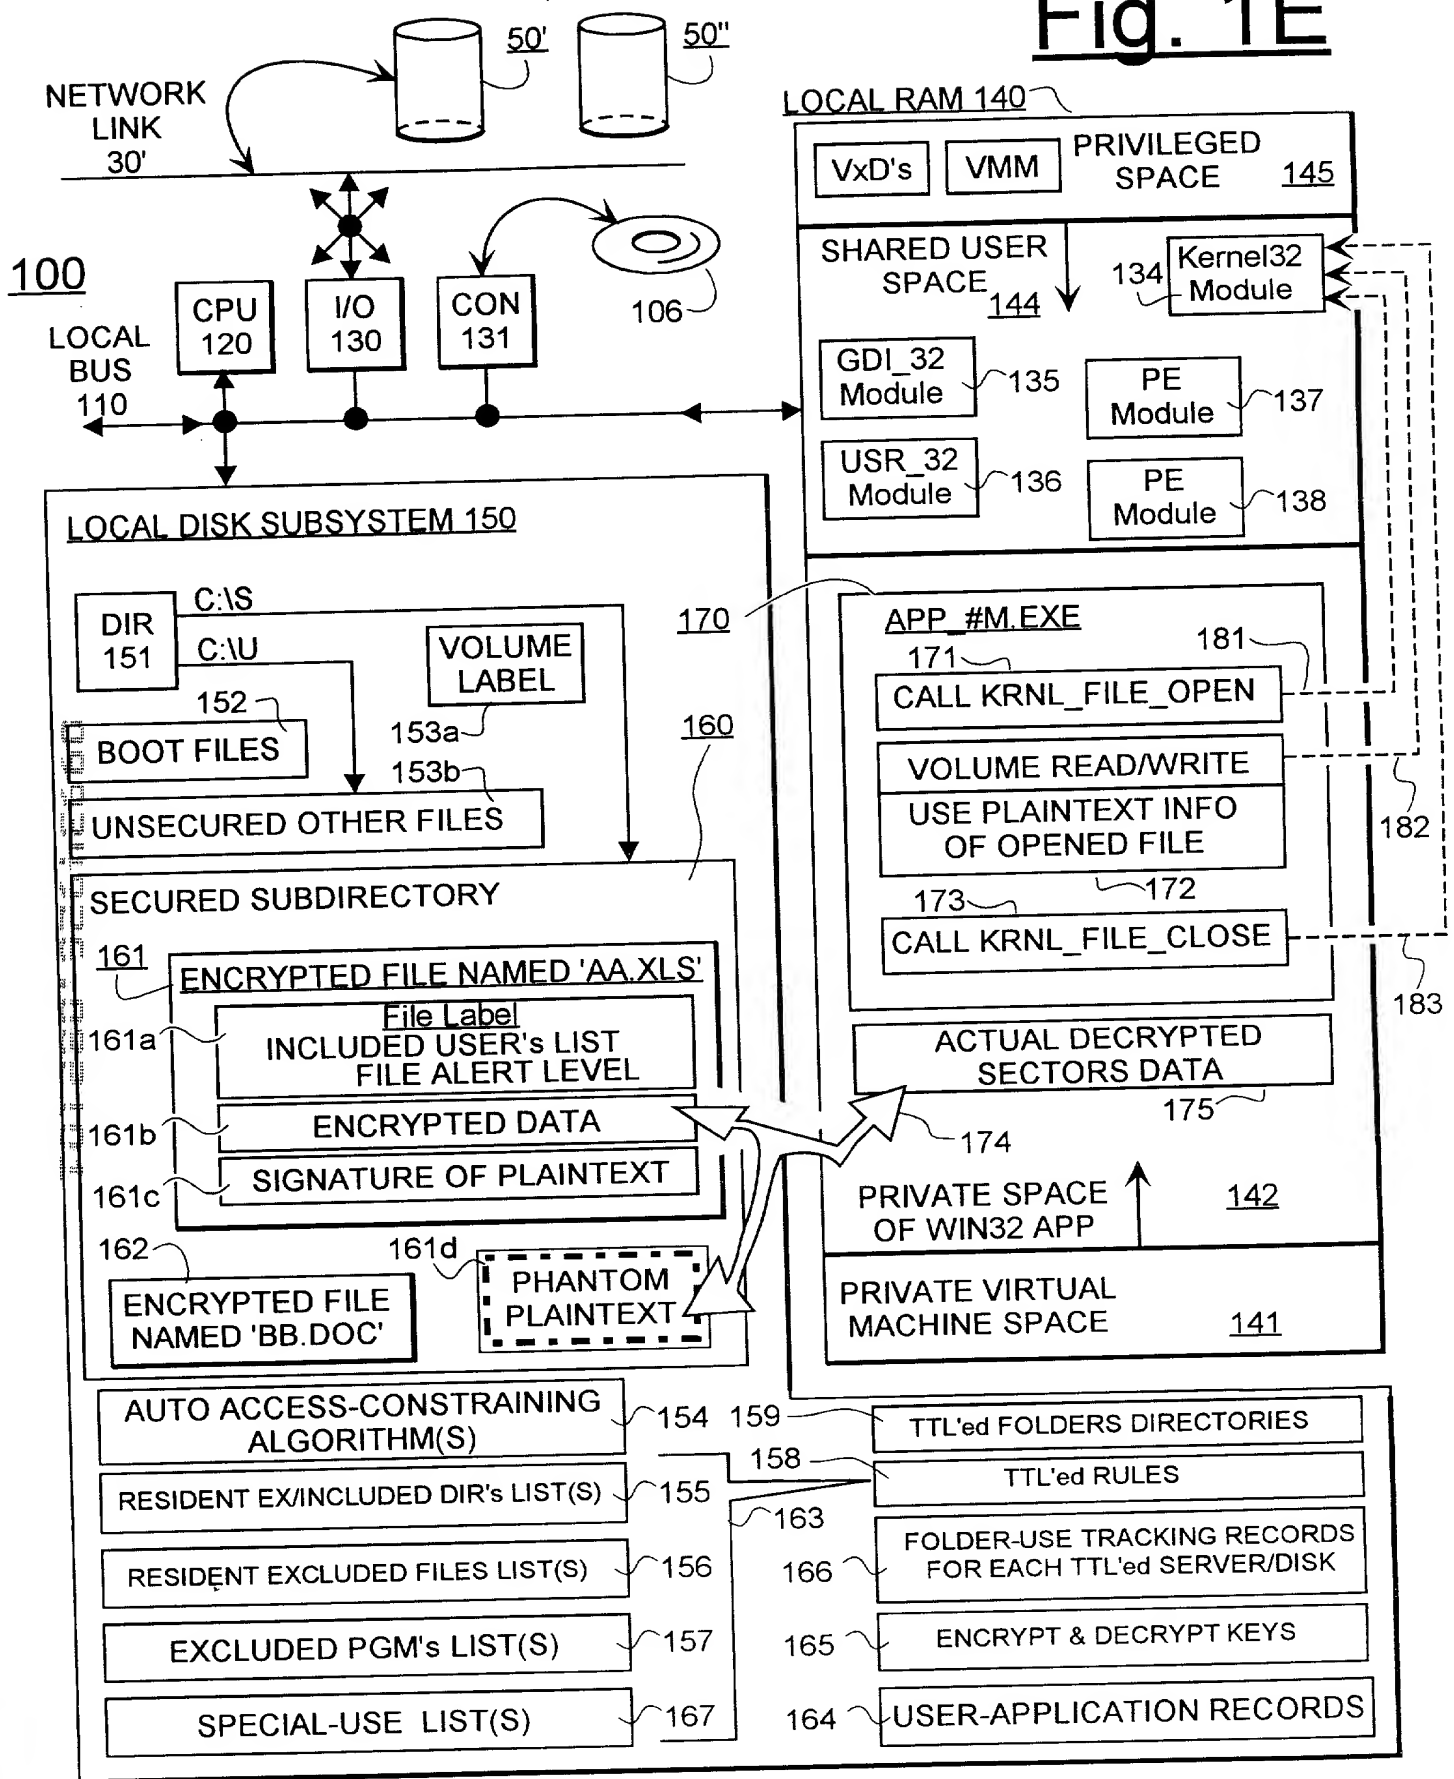 Fig. 1E
50'
50"
NETWORK
LINK
30'
LOCAL RAM 140
VxD's
VMM
PRIVILEGED
SPACE
145
100
SHARED USER
SPACE
144
134
Kernel32
Module
106
CPU
120
I/O
130
CON
131
LOCAL
BUS
110
GDI_32
Module
135
PE
Module
137
USR_32
Module
136
PE
Module
138
LOCAL DISK SUBSYSTEM 150
DIR
151
C:\S
C:\U
VOLUME
LABEL
153a
152
BOOT FILES
153b
UNSECURED OTHER FILES
160
170
APP_#M.EXE
171
181
CALL KRNL_FILE_OPEN
VOLUME READ/WRITE
USE PLAINTEXT INFO
OF OPENED FILE
182
172
173
CALL KRNL_FILE_CLOSE
183
SECURED SUBDIRECTORY
161
ENCRYPTED FILE NAMED 'AA.XLS'
161a
File Label
INCLUDED USER's LIST
FILE ALERT LEVEL
161b
ENCRYPTED DATA
161c
SIGNATURE OF PLAINTEXT
ACTUAL DECRYPTED
SECTORS DATA
175
174
PRIVATE SPACE
OF WIN32 APP
142
162
ENCRYPTED FILE
NAMED 'BB.DOC'
161d
PHANTOM
PLAINTEXT
PRIVATE VIRTUAL
MACHINE SPACE
141
AUTO ACCESS-CONSTRAINING
ALGORITHM(S)
154
RESIDENT EX/INCLUDED DIR's LIST(S)
155
RESIDENT EXCLUDED FILES LIST(S)
156
EXCLUDED PGM's LIST(S)
157
SPECIAL-USE LIST(S)
167
163
159
TTL'ed FOLDERS DIRECTORIES
158
TTL'ed RULES
166
FOLDER-USE TRACKING RECORDS
FOR EACH TTL'ed SERVER/DISK
165
ENCRYPT & DECRYPT KEYS
164
USER-APPLICATION RECORDS